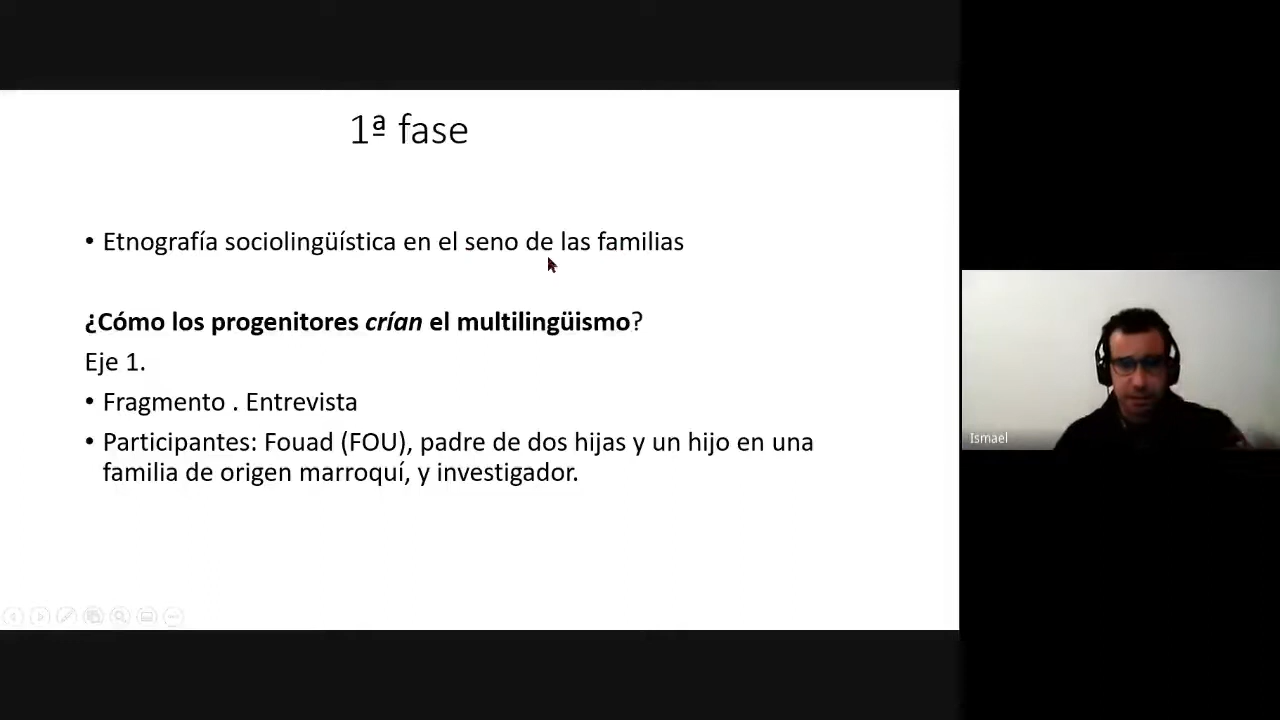 1ª fase
• Etnografía sociolingüística en el seno de las familias
¿Cómo los progenitores crían el multilingüismo?
Eje 1.
• Fragmento . Entrevista
• Participantes: Fouad (FOU), padre de dos hijas y un hijo en una
familia de origen marroquí, y investigador.
Ismael